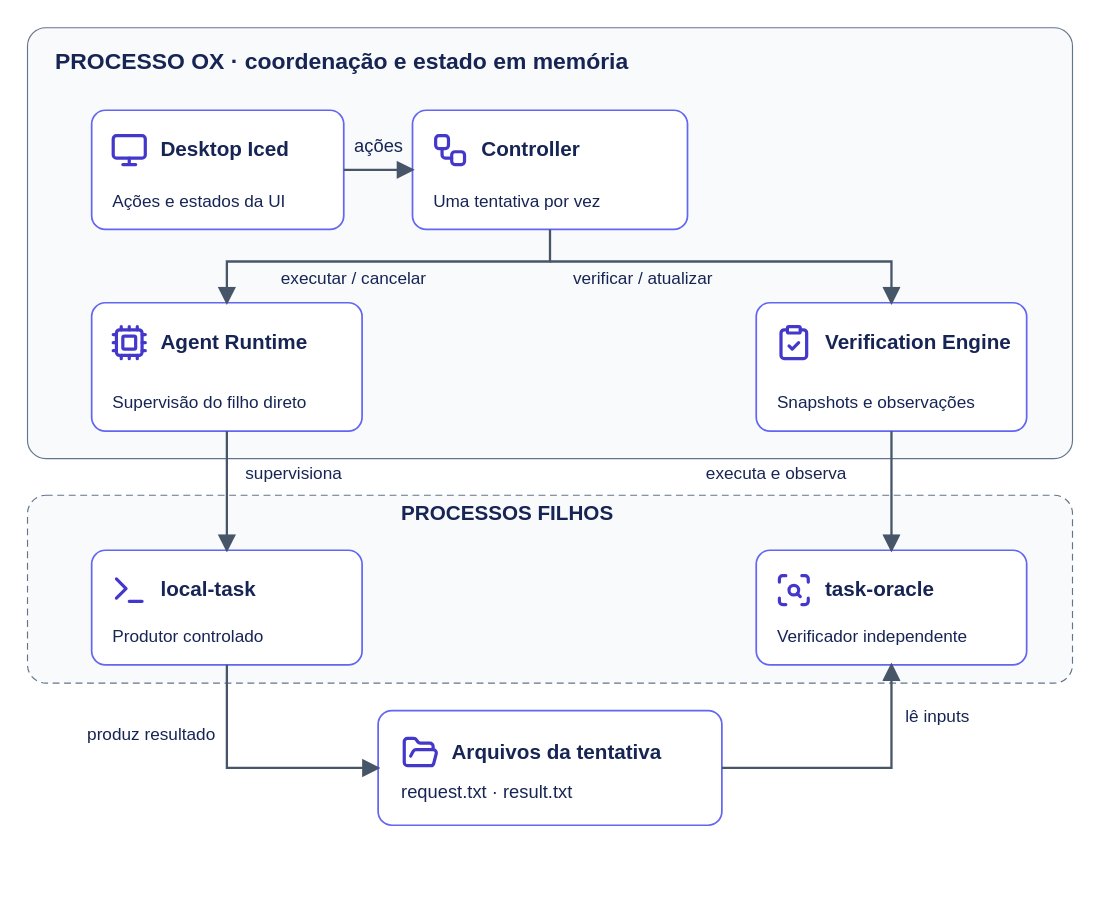 PROCESSO OX · coordenação e estado em memória
Desktop Iced
Ações e estados da UI
ações
Controller
Uma tentativa por vez
executar / cancelar
verificar / atualizar
Agent Runtime
Supervisão do filho direto
Verification Engine
Snapshots e observações
supervisiona
executa e observa
PROCESSOS FILHOS
local-task
Produtor controlado
task-oracle
Verificador independente
produz resultado
lê inputs
Arquivos da tentativa
request.txt · result.txt